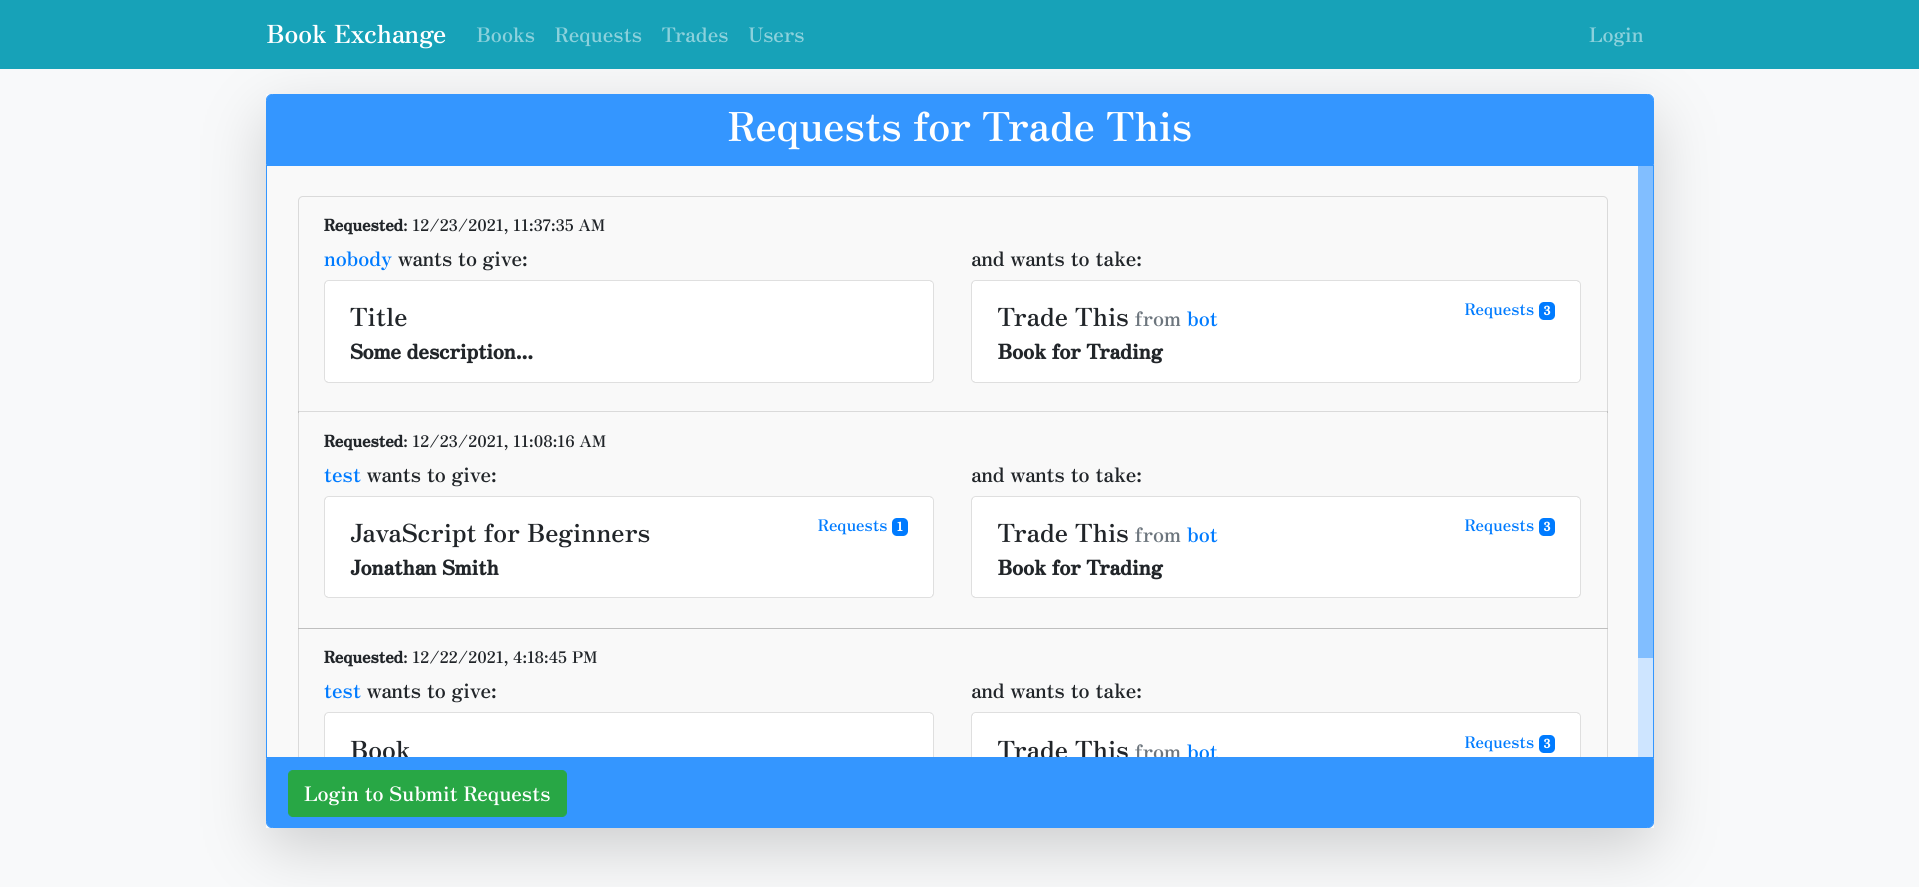 Book Exchange Books Requests Trades Users Login
Requests for Trade This
Requested: 12/23/2021, 11:37:35 AM
nobody wants to give:
and wants to take:
Title
Some description...
Trade This from bot
Requests 3
Book for Trading
Requested: 12/23/2021, 11:08:16 AM
test wants to give:
and wants to take:
JavaScript for Beginners
Requests 1
Jonathan Smith
Trade This from bot
Requests 3
Book for Trading
Requested: 12/22/2021, 4:18:45 PM
test wants to give:
and wants to take:
Book
Trade This from bot
Requests 3
Login to Submit Requests